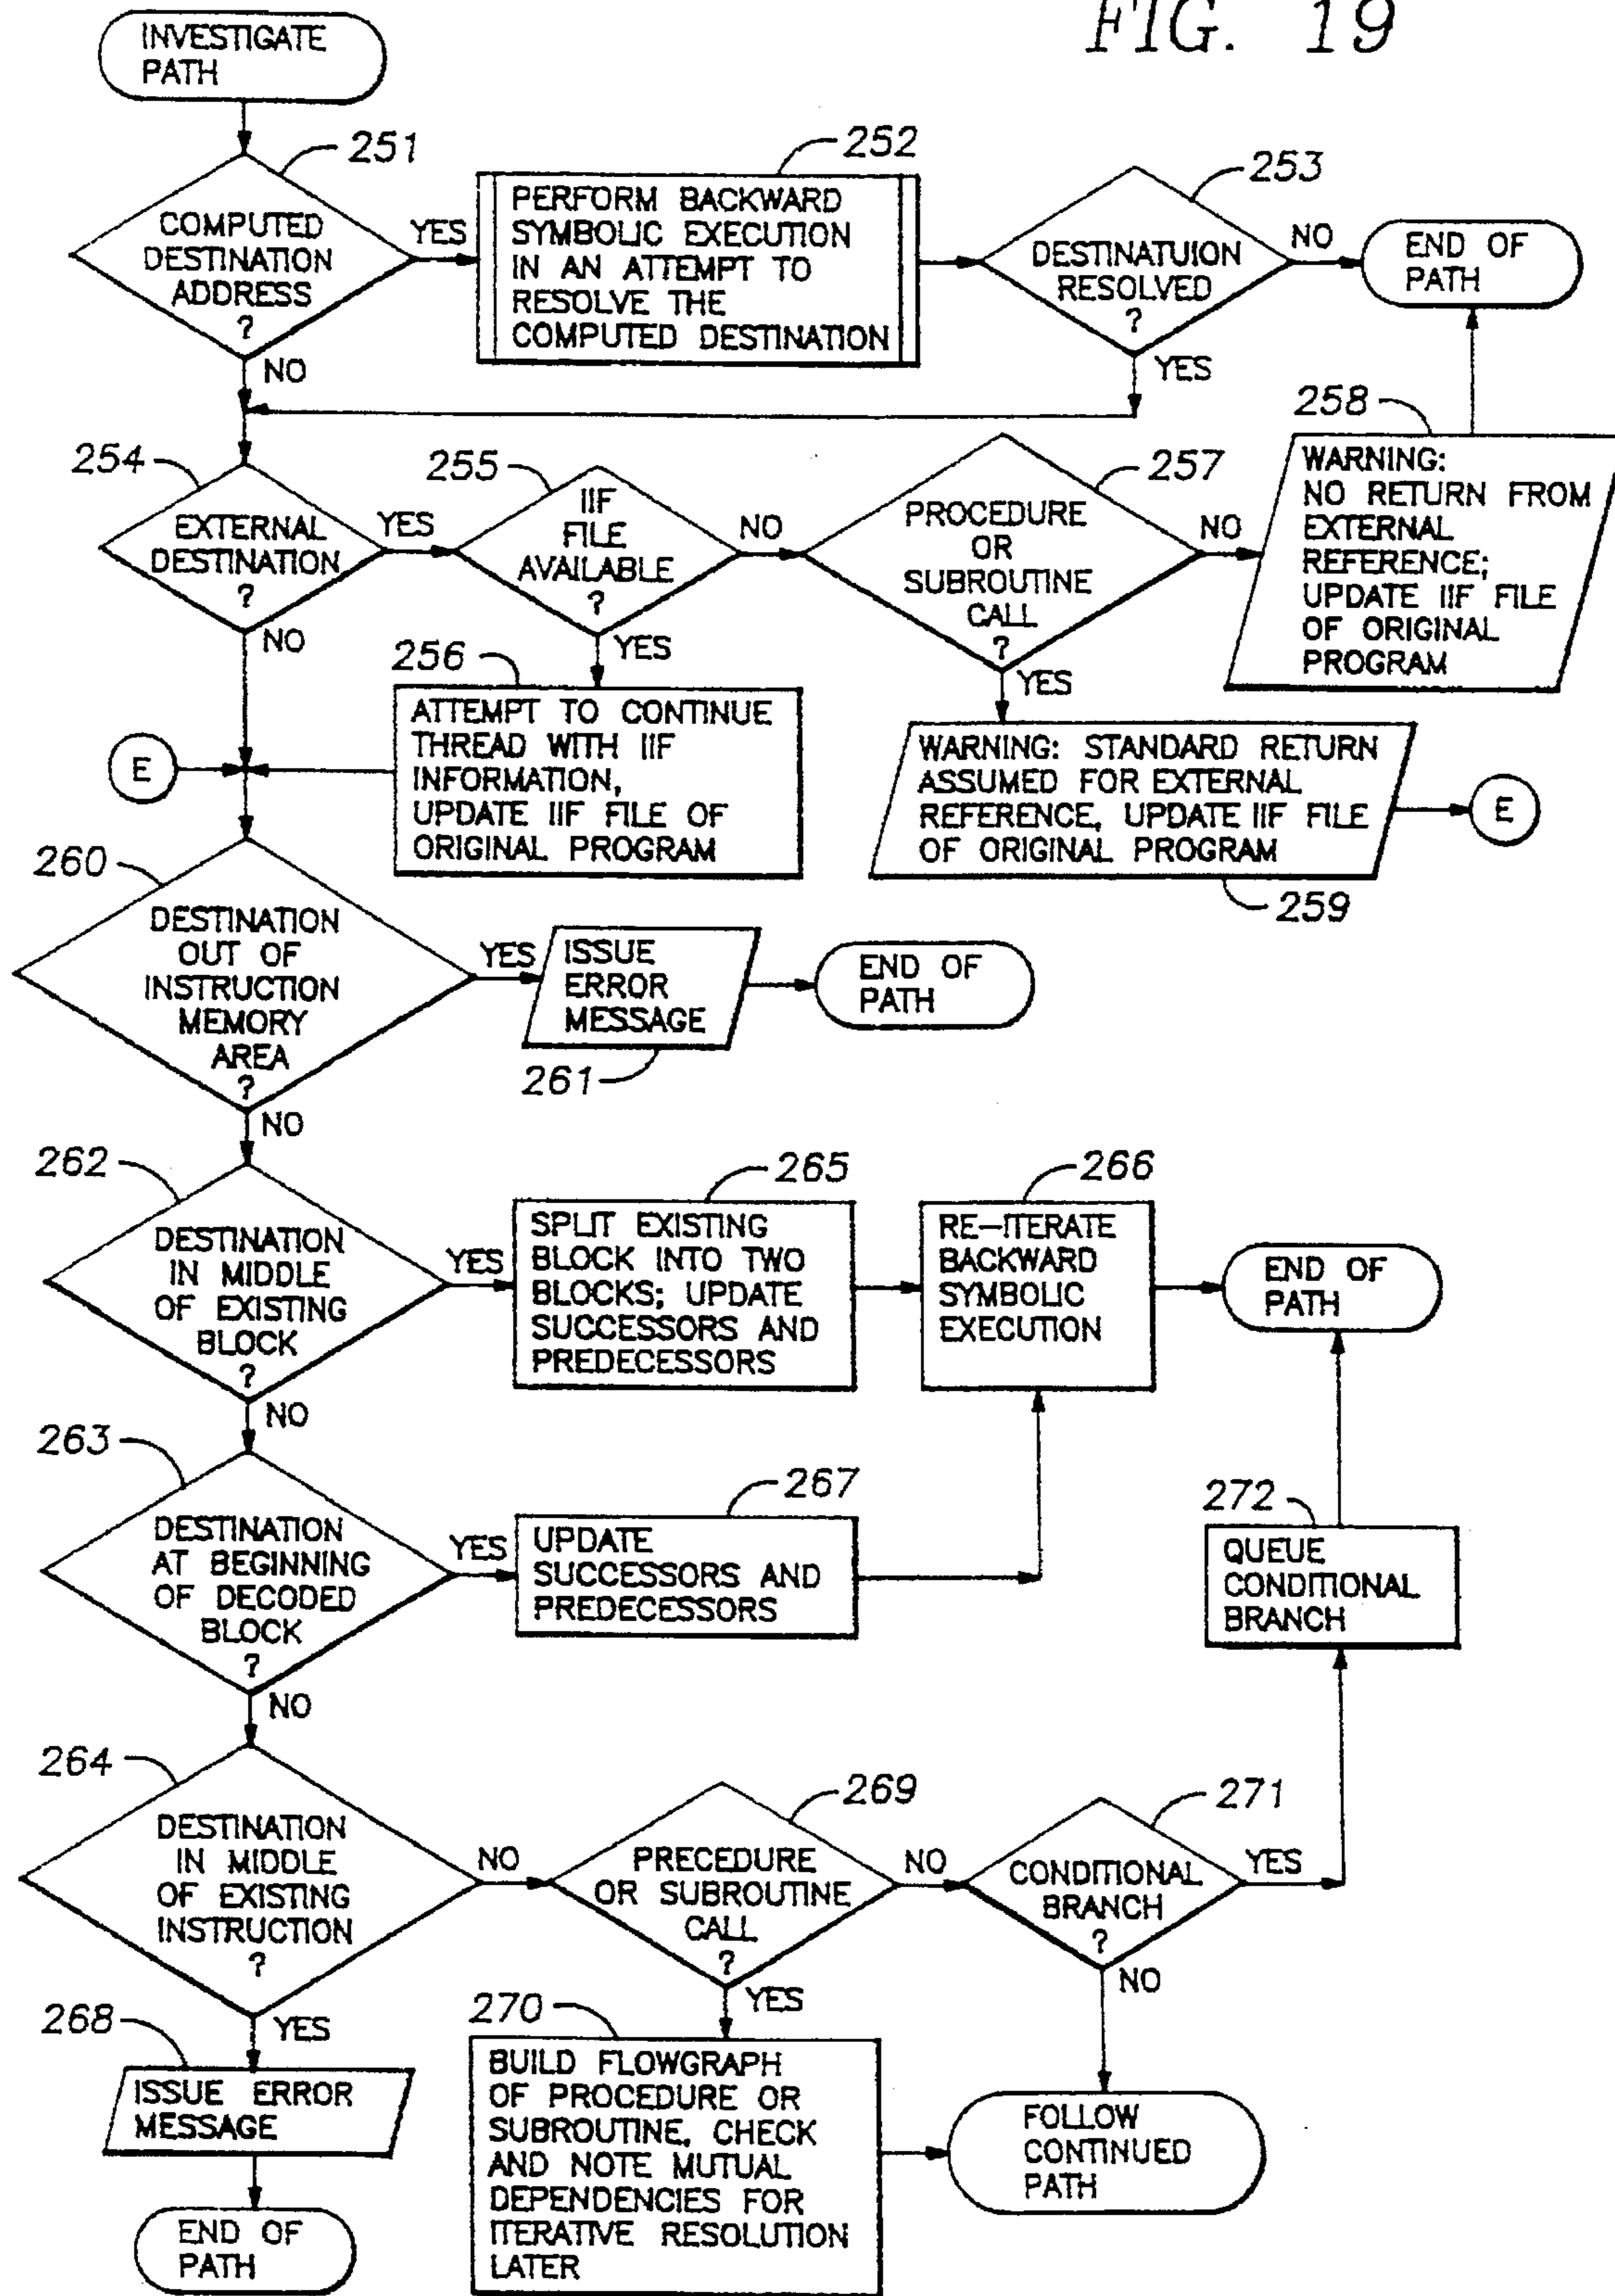 FIG. 19
INVESTIGATE
PATH
251
COMPUTED
DESTINATION
ADDRESS
?
YES
NO
252
PERFORM BACKWARD
SYMBOLIC EXECUTION
IN AN ATTEMPT TO
RESOLVE THE
COMPUTED DESTINATION
253
DESTINATUION
RESOLVED
?
NO
YES
END OF
PATH
254
EXTERNAL
DESTINATION
?
YES
NO
255
IIF
FILE
AVAILABLE
?
NO
YES
257
PROCEDURE
OR
SUBROUTINE
CALL
?
NO
YES
258
WARNING:
NO RETURN FROM
EXTERNAL
REFERENCE;
UPDATE IIF FILE
OF ORIGINAL
PROGRAM
256
ATTEMPT TO CONTINUE
THREAD WITH IIF
INFORMATION,
UPDATE IIF FILE OF
ORIGINAL PROGRAM
E
WARNING: STANDARD RETURN
ASSUMED FOR EXTERNAL
REFERENCE, UPDATE IIF FILE
OF ORIGINAL PROGRAM
259
E
260
DESTINATION
OUT OF
INSTRUCTION
MEMORY
AREA
?
YES
NO
ISSUE
ERROR
MESSAGE
261
END OF
PATH
262
DESTINATION
IN MIDDLE
OF EXISTING
BLOCK
?
YES
NO
265
SPLIT EXISTING
BLOCK INTO TWO
BLOCKS; UPDATE
SUCCESSORS AND
PREDECESSORS
266
RE-ITERATE
BACKWARD
SYMBOLIC
EXECUTION
END OF
PATH
263
DESTINATION
AT BEGINNING
OF DECODED
BLOCK
?
YES
NO
267
UPDATE
SUCCESSORS AND
PREDECESSORS
272
QUEUE
CONDITIONAL
BRANCH
264
DESTINATION
IN MIDDLE
OF EXISTING
INSTRUCTION
?
NO
YES
269
PRECEDURE
OR SUBROUTINE
CALL
?
NO
YES
271
CONDITIONAL
BRANCH
?
YES
NO
268
ISSUE ERROR
MESSAGE
END OF
PATH
270
BUILD FLOWGRAPH
OF PROCEDURE OR
SUBROUTINE, CHECK
AND NOTE MUTUAL
DEPENDENCIES FOR
ITERATIVE RESOLUTION
LATER
FOLLOW
CONTINUED
PATH